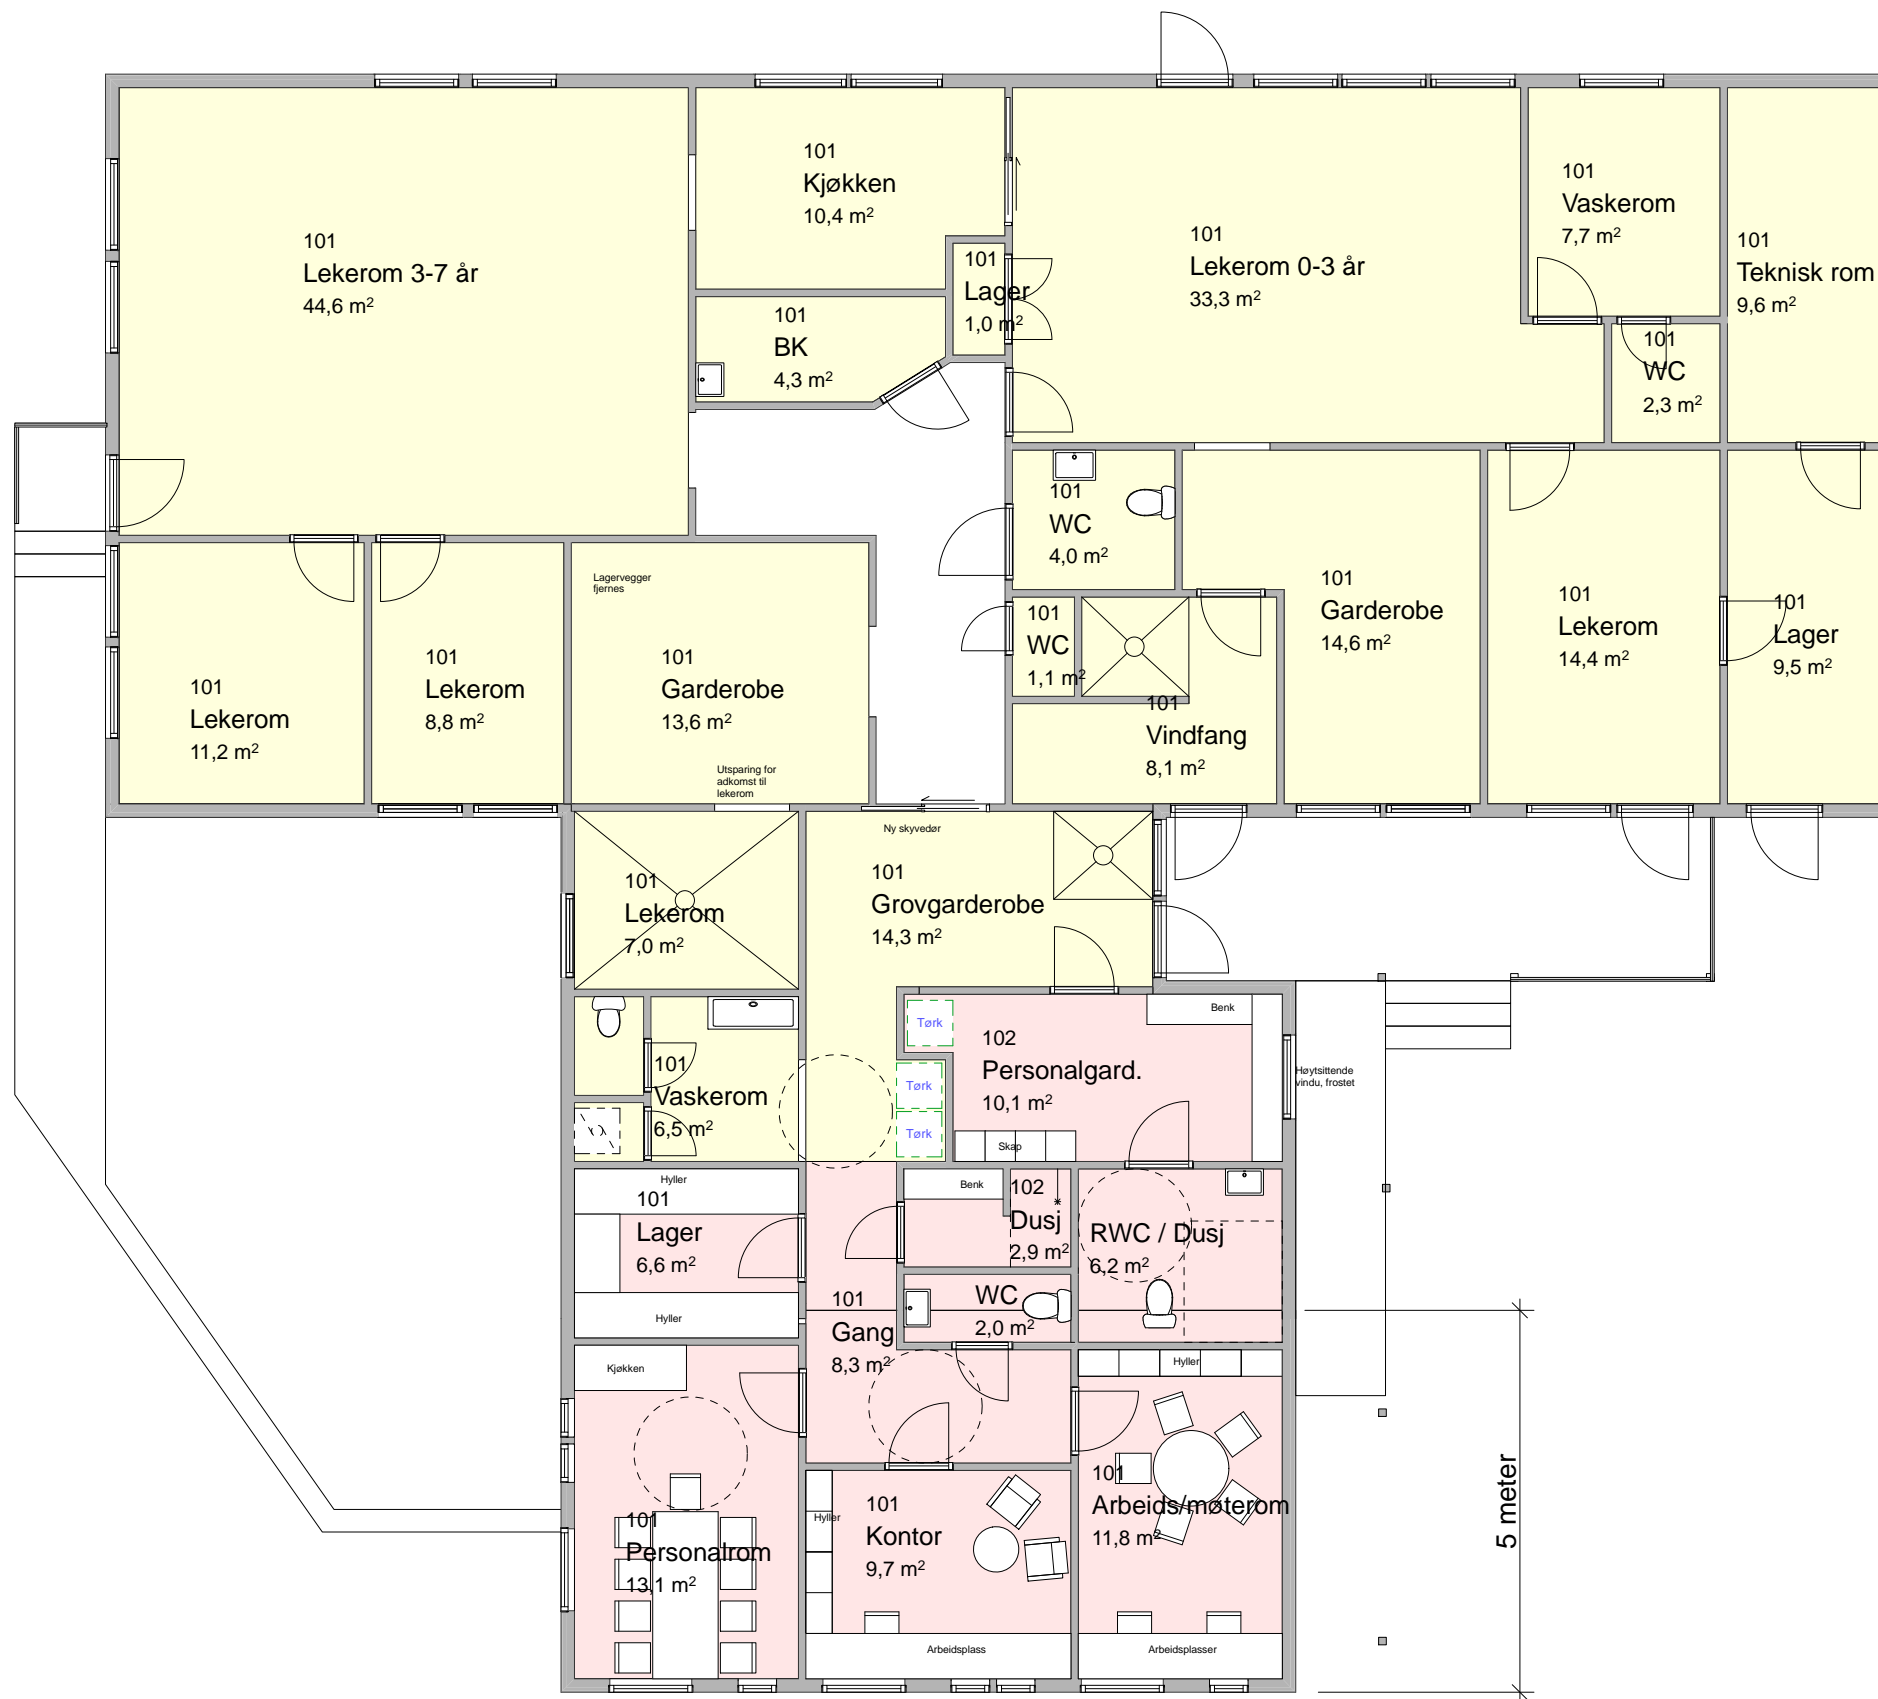 101
Lekerom 3-7 år
44,6 m²
101
Kjøkken
10,4 m²
101
Lager
1,0 m²
101
BK
4,3 m²
101
Lekerom 0-3 år
33,3 m²
101
Vaskerom
7,7 m²
101
Teknisk rom
9,6 m²
101
WC
2,3 m²
101
WC
4,0 m²
101
WC
1,1 m²
101
Vindfang
8,1 m²
101
Garderobe
14,6 m²
101
Lekerom
14,4 m²
101
Lager
9,5 m²
101
Lekerom
11,2 m²
101
Lekerom
8,8 m²
Lagervegger
fjernes
101
Garderobe
13,6 m²
Utsparing for
adkomst til
lekerom
Ny skyvedør
101
Lekerom
7,0 m²
101
Grovgarderobe
14,3 m²
101
Vaskerom
6,5 m²
Tørk
Tørk
Tørk
102
Personalgard.
10,1 m²
Benk
Skap
Høytsittende
vindu, frostet
Hyller
101
Lager
6,6 m²
Hyller
Benk
102
Dusj
2,9 m²
RWC / Dusj
6,2 m²
WC
2,0 m²
101
Gang
8,3 m²
Kjøkken
101
Personalrom
13,1 m²
Hyller
101
Kontor
9,7 m²
Arbeidsplass
Hyller
101
Arbeids/møterom
11,8 m²
Arbeidsplasser
5 meter